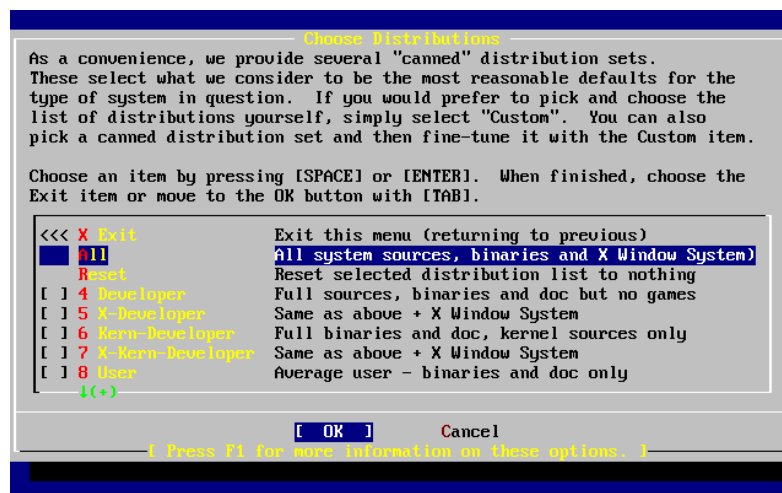 Choose Distributions
As a convenience, we provide several "canned" distribution sets.
These select what we consider to be the most reasonable defaults for the
type of system in question.  If you would prefer to pick and choose the
list of distributions yourself, simply select "Custom".  You can also
pick a canned distribution set and then fine-tune it with the Custom item.
Choose an item by pressing [SPACE] or [ENTER].  When finished, choose the
Exit item or move to the OK button with [TAB].
<<< X Exit Exit this menu (returning to previous)
All All system sources, binaries and X Window System)
Reset Reset selected distribution list to nothing
[ ] 4 Developer Full sources, binaries and doc but no games
[ ] 5 X-Developer Same as above + X Window System
[ ] 6 Kern-Developer Full binaries and doc, kernel sources only
[ ] 7 X-Kern-Developer Same as above + X Window System
[ ] 8 User Average user - binaries and doc only
↓(+)
[ OK ] Cancel
[ Press F1 for more information on these options. ]